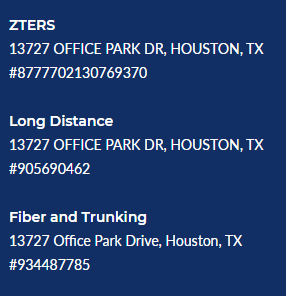 ZTERS
13727 OFFICE PARK DR, HOUSTON, TX
#8777702130769370
Long Distance
13727 OFFICE PARK DR, HOUSTON, TX
#905690462
Fiber and Trunking
13727 Office Park Drive, Houston, TX
#934487785